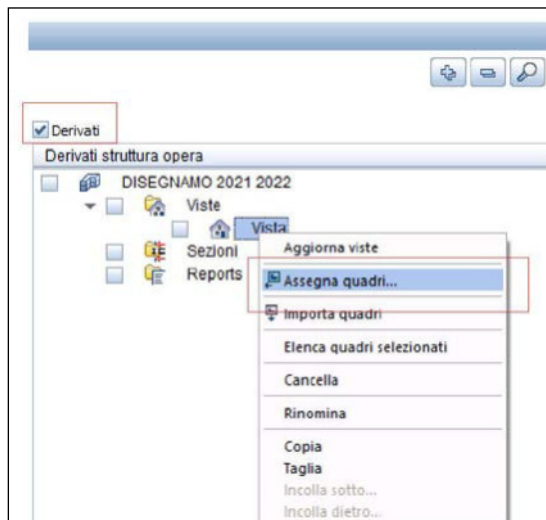 Derivati
Derivati struttura opera
DISEGNAMO 2021 2022
Viste
Vista
Sezioni
Reports
Aggiorna viste
Assegna quadri...
Importa quadri
Elenca quadri selezionati
Cancella
Rinomina
Copia
Taglia
Incolla sotto...
Incolla dietro...